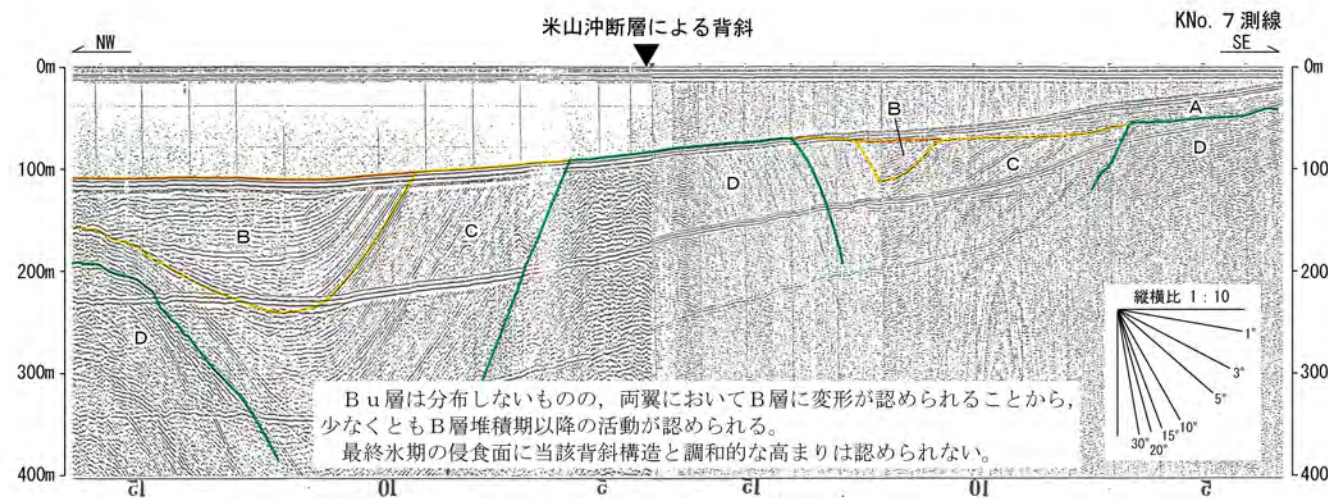 米山沖断層による背斜
KNo. 7 測線
NW
SE
0m
0m
A
B
D
100m
100
D
C
B
C
200m
200
縦横比 1：10
D
1°
3°
5°
10°
15°
20°
30°
300m
300
Bu層は分布しないものの，両翼においてB層に変形が認められることから，
少なくともB層堆積期以降の活動が認められる。
最終氷期の侵食面に当該背斜構造と調和的な高まりは認められない。
400m
400
15
10
5
15
10
5